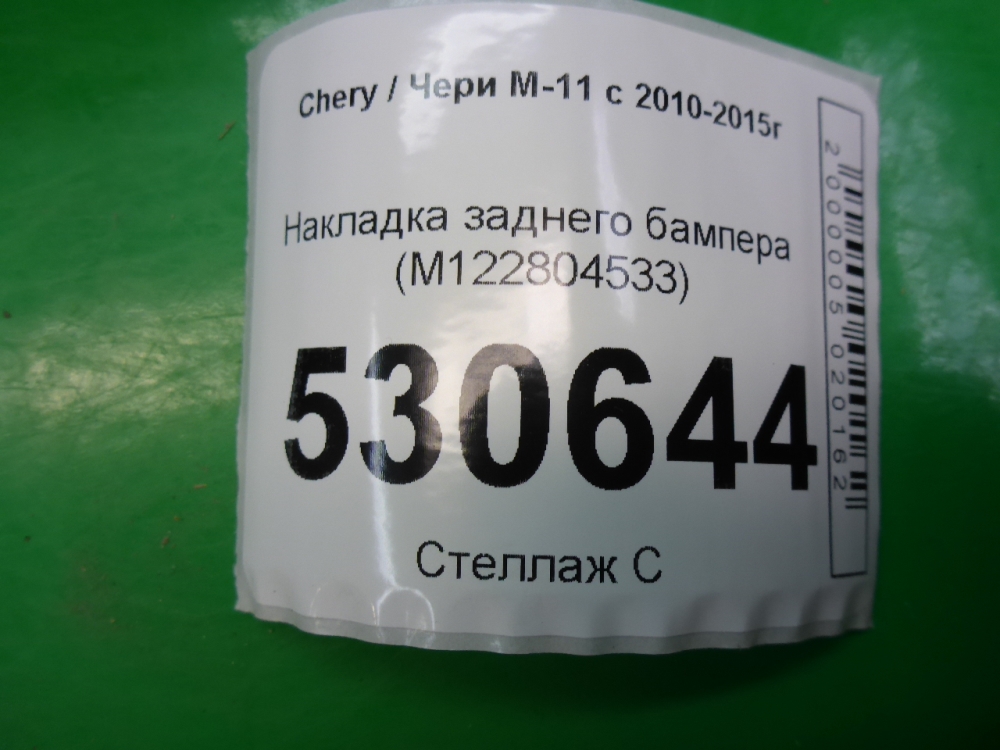 Chery / Чери М-11 с 2010-2015г
Накладка заднего бампера
(M122804533)
530644
Стеллаж С
2000005020162